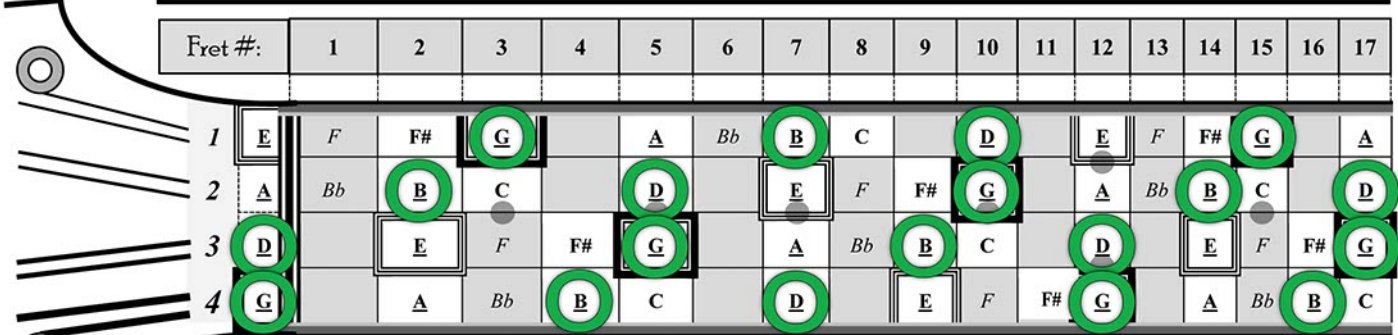 Fret #: 1 2 3 4 5 6 7 8 9 10 11 12 13 14 15 16 17
1 E F F# G A Bb B C D E F F# G A
2 A Bb B C D E F F# G A Bb B C D
3 D E F F# G A Bb B C D E F F# G
4 G A Bb B C D E F F# G A Bb B C